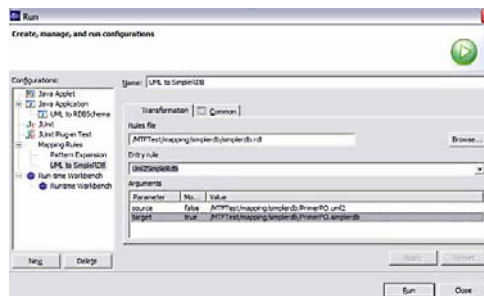 Run
Create, manage, and run configurations
Configurations:
Java Applet
Java Application
UML to RDBSchema
JUnit
JUnit Plug-in Test
Mapping Rules
Pattern Expansion
UML to SimpleRDB
Run-time Workbench
Runtime Workbench
New
Delete
Name: UML to SimpleRDB
Transformation
Common
Rules file
/MTFTest/mapping/simplerdb/simplerdb.rdl
Browse...
Entry rule
Uml2SimpleRdb
Arguments
Parameter Mo... Value
source false /MTFTest/mapping/simplerdb/PrimerPO.uml2
target true /MTFTest/mapping/simplerdb/PrimerPO.simplerdb
Apply
Revert
Run
Close